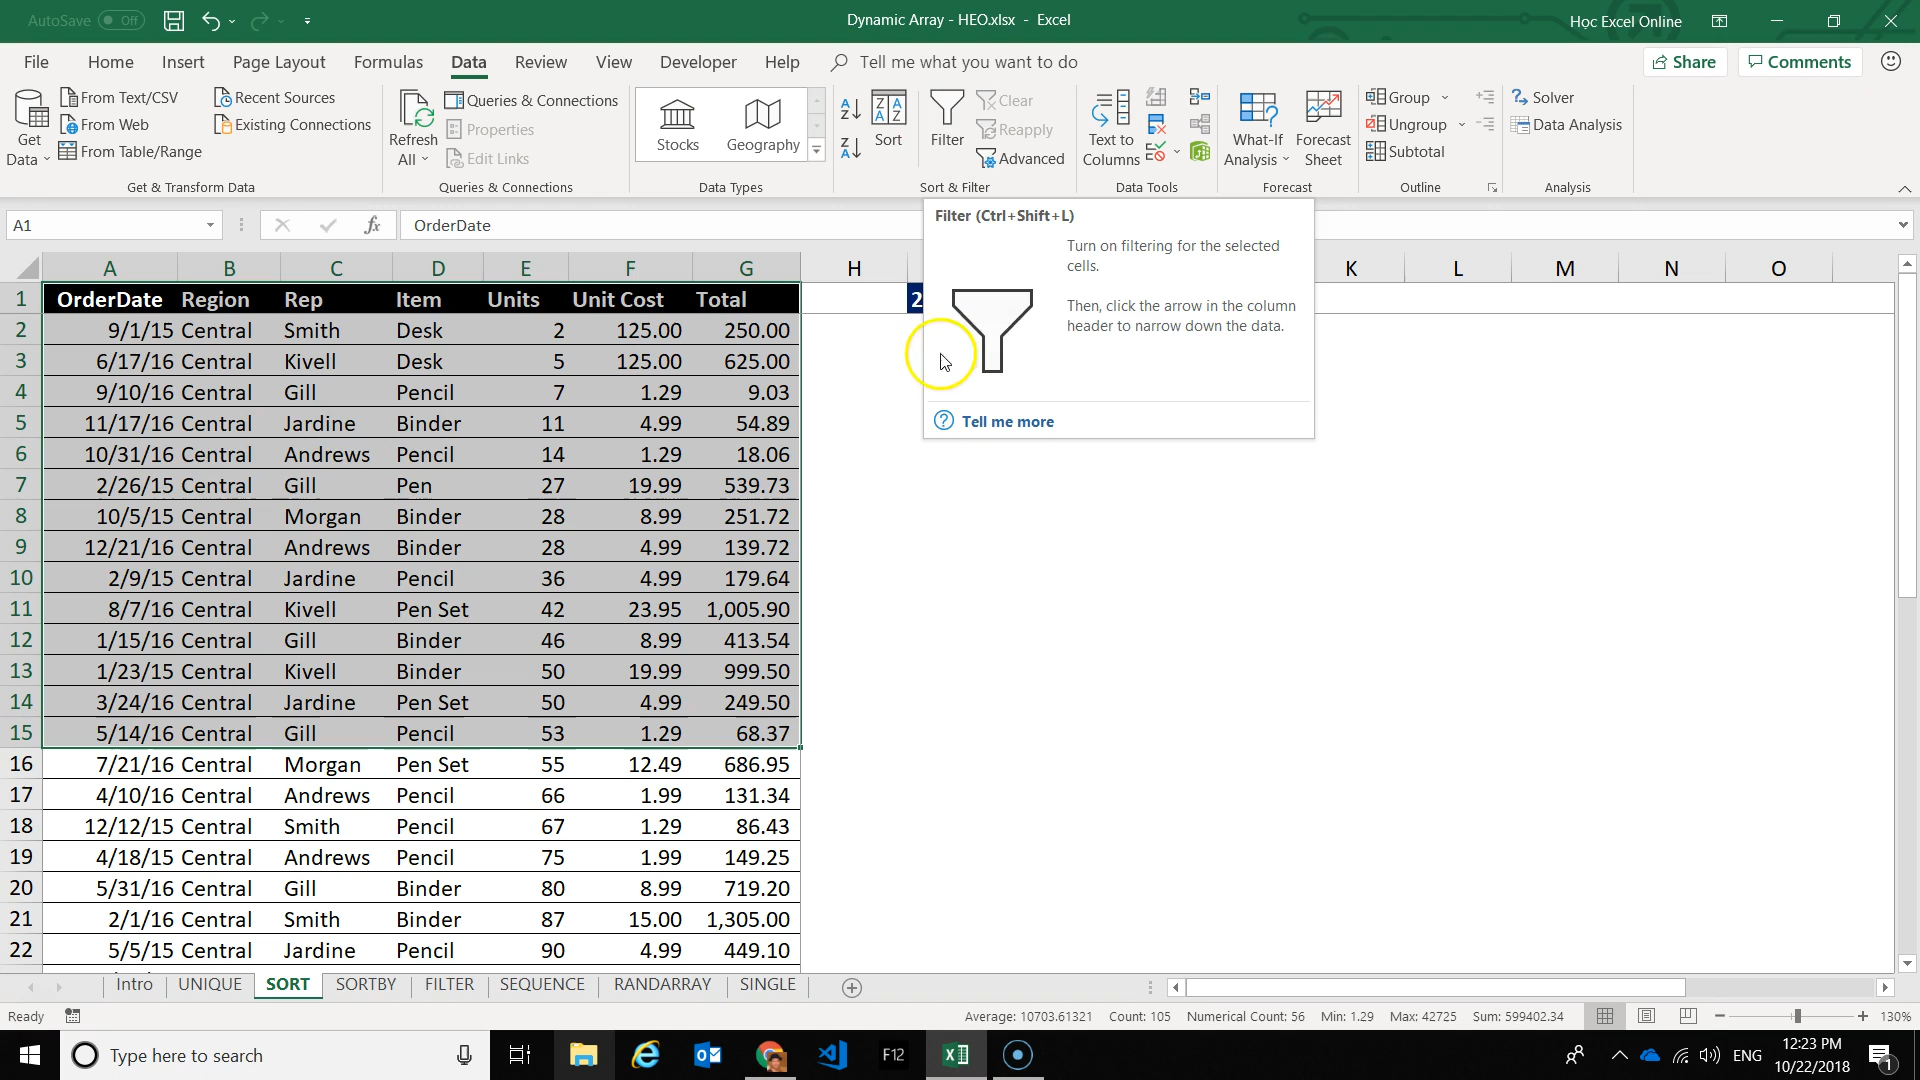 AutoSave Off
Dynamic Array - HEO.xlsx - Excel
Học Excel Online
File Home Insert Page Layout Formulas Data Review View Developer Help Tell me what you want to do
Share Comments
Get Data
From Text/CSV
From Web
From Table/Range
Recent Sources
Existing Connections
Get & Transform Data
Refresh All
Queries & Connections
Properties
Edit Links
Queries & Connections
Stocks
Geography
Data Types
Sort
Filter
Clear
Reapply
Advanced
Sort & Filter
Text to Columns
Data Tools
What-If Analysis
Forecast Sheet
Forecast
Group
Ungroup
Subtotal
Outline
Solver
Data Analysis
Analysis
A1
fx
OrderDate
Filter (Ctrl+Shift+L)
Turn on filtering for the selected
cells.
Then, click the arrow in the column
header to narrow down the data.
Tell me more
A B C D E F G H K L M N O
1 OrderDate Region Rep Item Units Unit Cost Total 2
2 9/1/15 Central Smith Desk 2 125.00 250.00
3 6/17/16 Central Kivell Desk 5 125.00 625.00
4 9/10/16 Central Gill Pencil 7 1.29 9.03
5 11/17/16 Central Jardine Binder 11 4.99 54.89
6 10/31/16 Central Andrews Pencil 14 1.29 18.06
7 2/26/15 Central Gill Pen 27 19.99 539.73
8 10/5/15 Central Morgan Binder 28 8.99 251.72
9 12/21/16 Central Andrews Binder 28 4.99 139.72
10 2/9/15 Central Jardine Pencil 36 4.99 179.64
11 8/7/16 Central Kivell Pen Set 42 23.95 1,005.90
12 1/15/16 Central Gill Binder 46 8.99 413.54
13 1/23/15 Central Kivell Binder 50 19.99 999.50
14 3/24/16 Central Jardine Pen Set 50 4.99 249.50
15 5/14/16 Central Gill Pencil 53 1.29 68.37
16 7/21/16 Central Morgan Pen Set 55 12.49 686.95
17 4/10/16 Central Andrews Pencil 66 1.99 131.34
18 12/12/15 Central Smith Pencil 67 1.29 86.43
19 4/18/15 Central Andrews Pencil 75 1.99 149.25
20 5/31/16 Central Gill Binder 80 8.99 719.20
21 2/1/16 Central Smith Binder 87 15.00 1,305.00
22 5/5/15 Central Jardine Pencil 90 4.99 449.10
Intro UNIQUE SORT SORTBY FILTER SEQUENCE RANDARRAY SINGLE
Ready
Average: 10703.61321 Count: 105 Numerical Count: 56 Min: 1.29 Max: 42725 Sum: 599402.34
130%
Type here to search
F12
ENG
12:23 PM
10/22/2018
1